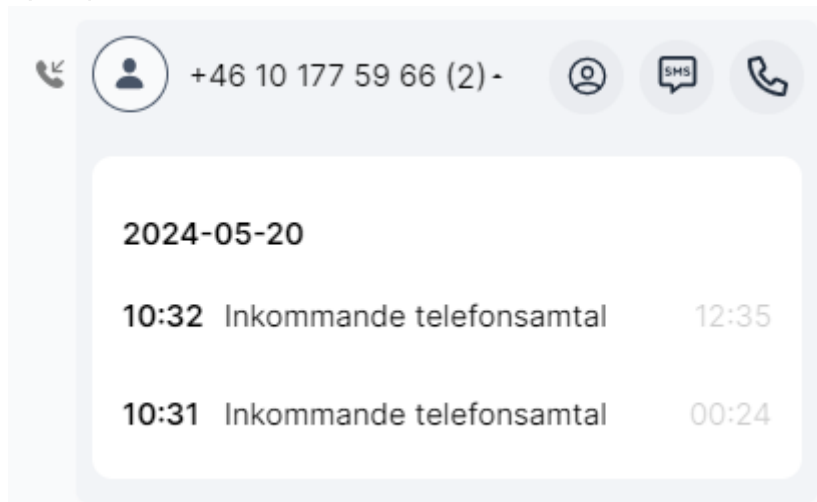 +46 10 177 59 66 (2)
SMS
2024-05-20
10:32 Inkommande telefonsamtal 12:35
10:31 Inkommande telefonsamtal 00:24